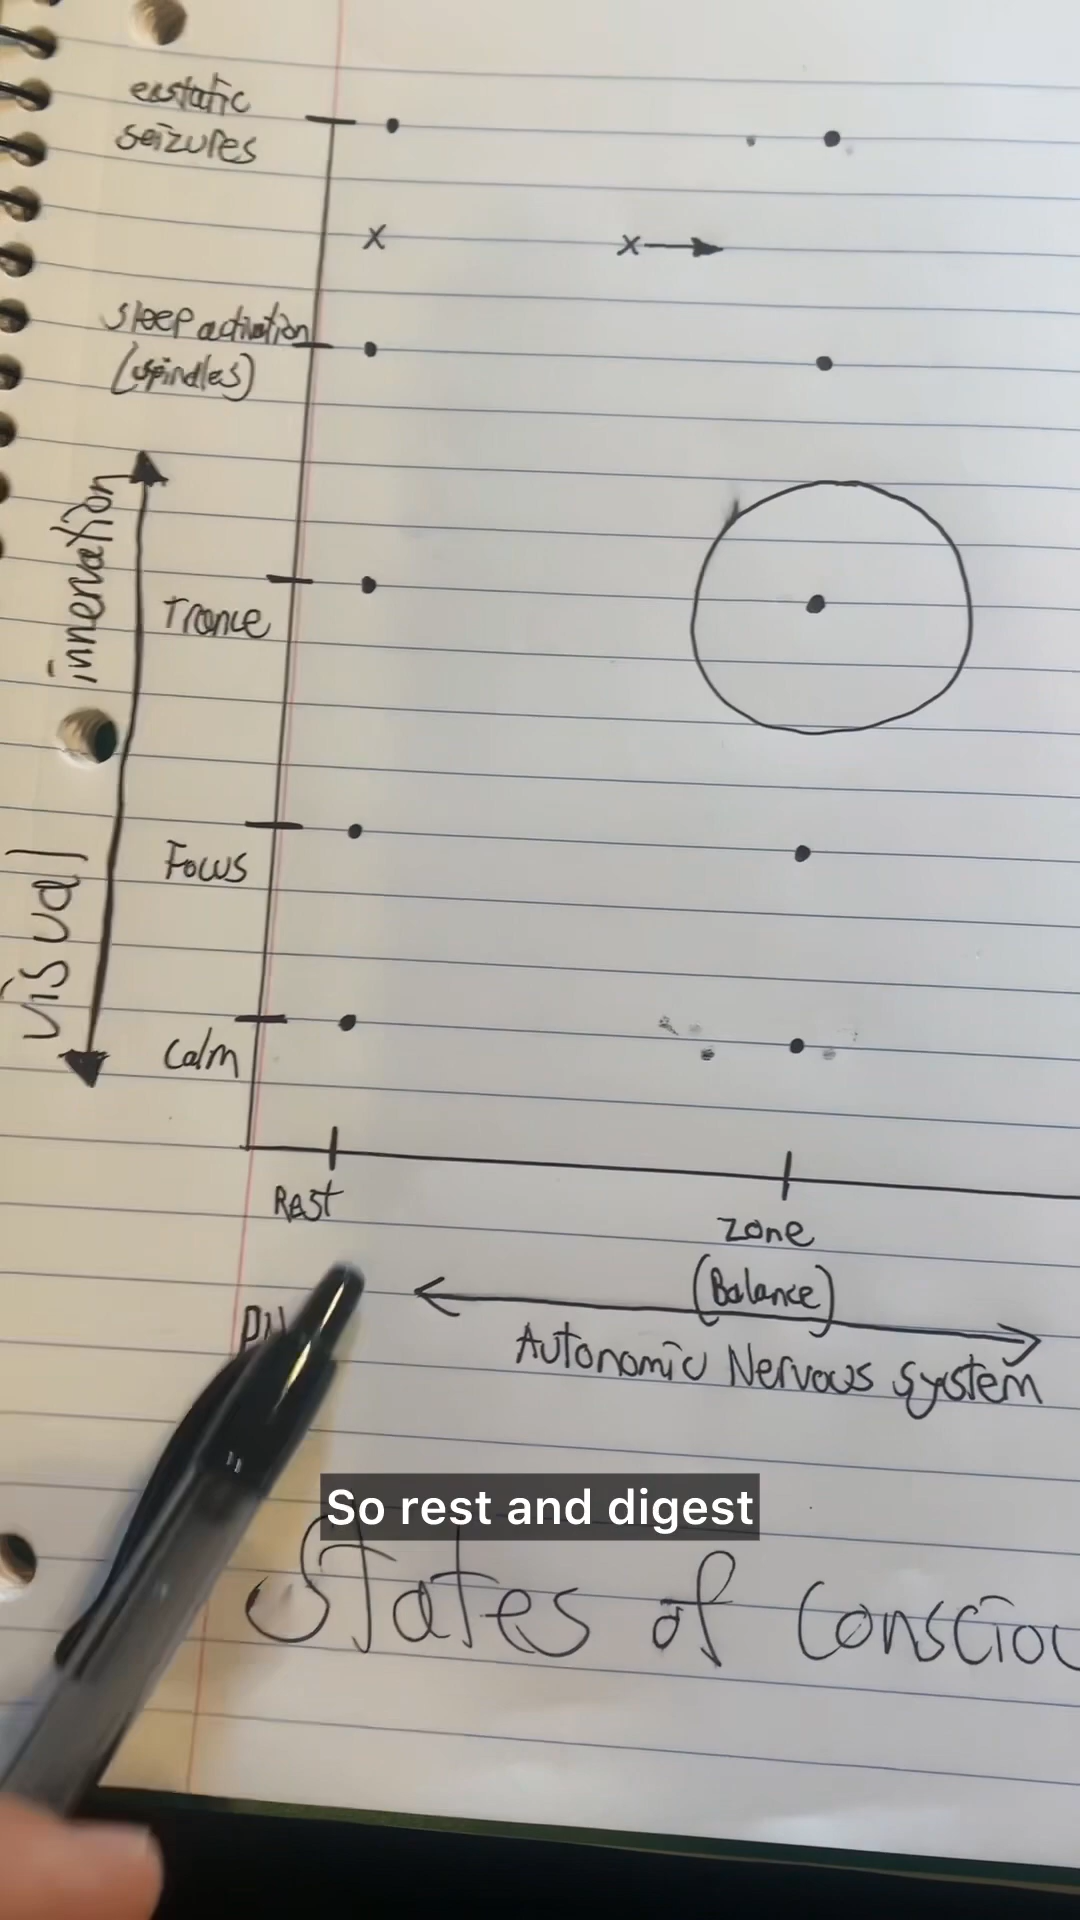 ecstatic
seizures
x x
sleep activation
(spindles)
innervation
Trance
visual
Focus
Calm
Rest
zone
(Balance)
Autonomic Nervous System
So rest and digest
States of Consciou